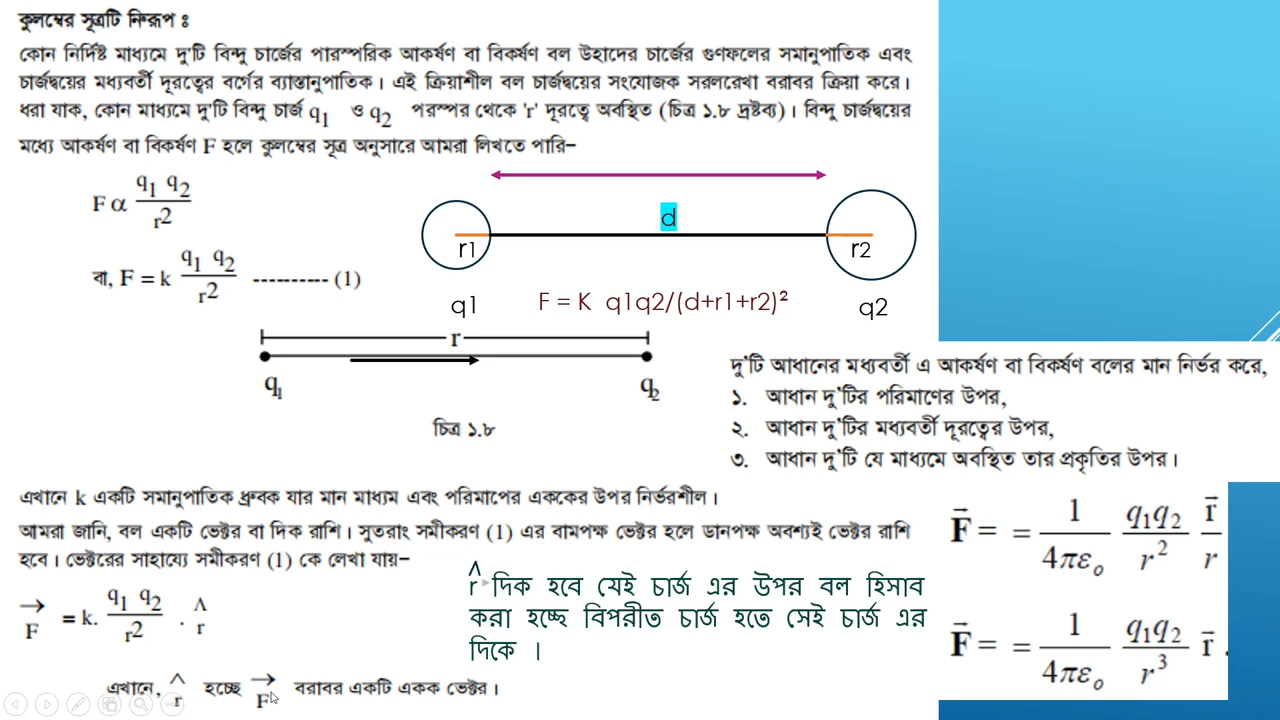 কুলম্বের সূত্রটি নিম্নরূপ ঃ
কোন নির্দিষ্ট মাধ্যমে দু'টি বিন্দু চার্জের পারস্পরিক আকর্ষণ বা বিকর্ষণ বল উহাদের চার্জের গুণফলের সমানুপাতিক এবং
চার্জদ্বয়ের মধ্যবর্তী দূরত্বের বর্গের ব্যাস্তানুপাতিক। এই ক্রিয়াশীল বল চার্জদ্বয়ের সংযোজক সরলরেখা বরাবর ক্রিয়া করে।
ধরা যাক, কোন মাধ্যমে দু'টি বিন্দু চার্জ q1 ও q2 পরস্পর থেকে 'r' দূরত্বে অবস্থিত (চিত্র ১.৮ দ্রষ্টব্য)। বিন্দু চার্জদ্বয়ের
মধ্যে আকর্ষণ বা বিকর্ষণ F হলে কুলম্বের সূত্র অনুসারে আমরা লিখতে পারি–
F α q1 q2 / r2
বা, F = k q1 q2 / r2 ---------- (1)
d
r1
r2
q1
F = K q1q2/(d+r1+r2)²
q2
r
q1
q2
চিত্র ১.৮
দু'টি আধানের মধ্যবর্তী এ আকর্ষণ বা বিকর্ষণ বলের মান নির্ভর করে,
১. আধান দু'টির পরিমাণের উপর,
২. আধান দু'টির মধ্যবর্তী দূরত্বের উপর,
৩. আধান দু'টি যে মাধ্যমে অবস্থিত তার প্রকৃতির উপর।
এখানে k একটি সমানুপাতিক ধ্রুবক যার মান মাধ্যম এবং পরিমাপের এককের উপর নির্ভরশীল।
আমরা জানি, বল একটি ভেক্টর বা দিক রাশি। সুতরাং সমীকরণ (1) এর বামপক্ষ ভেক্টর হলে ডানপক্ষ অবশ্যই ভেক্টর রাশি
হবে। ভেক্টরের সাহায্যে সমীকরণ (1) কে লেখা যায়–
F⃗ = k. q1 q2 / r2 . r̂
এখানে, r̂ হচ্ছে F⃗ বরাবর একটি একক ভেক্টর।
r̂ দিক হবে যেই চার্জ এর উপর বল হিসাব
করা হচ্ছে বিপরীত চার্জ হতে সেই চার্জ এর
দিকে ।
F⃗ = = 1/4πεo q1q2/r2 r⃗/r
F⃗ = = 1/4πεo q1q2/r3 r⃗ .